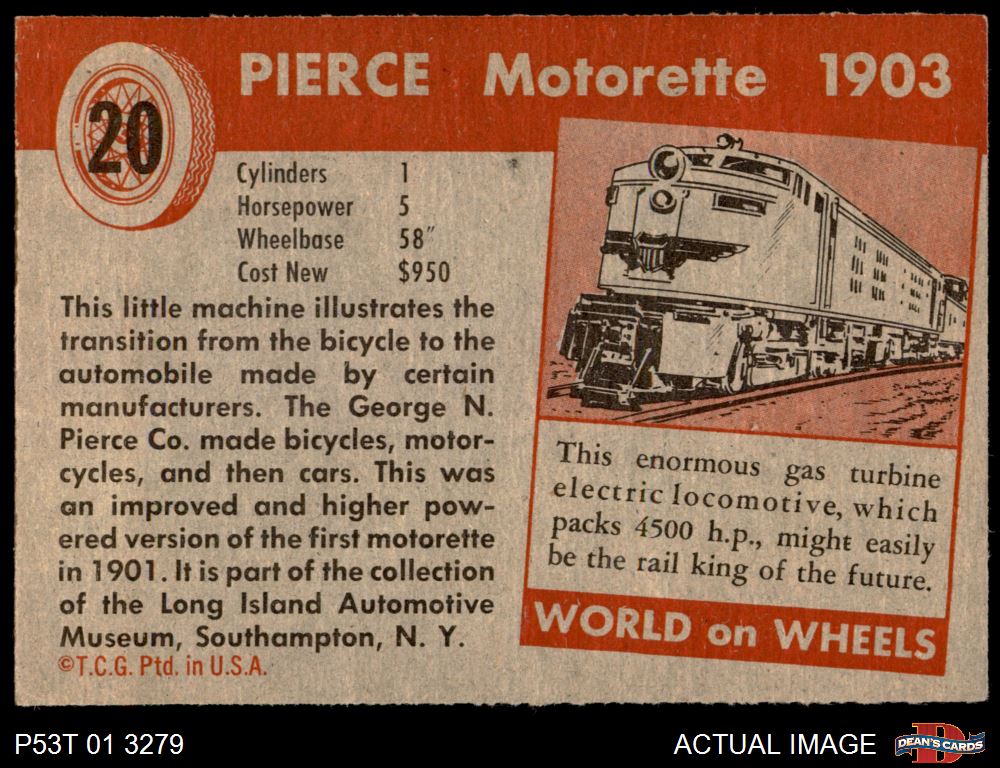 20
PIERCE Motorette 1903
Cylinders 1
Horsepower 5
Wheelbase 58"
Cost New $950
This little machine illustrates the
transition from the bicycle to the
automobile made by certain
manufacturers. The George N.
Pierce Co. made bicycles, motor-
cycles, and then cars. This was
an improved and higher pow-
ered version of the first motorette
in 1901. It is part of the collection
of the Long Island Automotive
Museum, Southampton, N. Y.
©T.C.G. Ptd. in U.S.A.
This enormous gas turbine
electric locomotive, which
packs 4500 h.p., might easily
be the rail king of the future.
WORLD on WHEELS
P53T 01 3279
ACTUAL IMAGE
D
DEAN'S CARDS